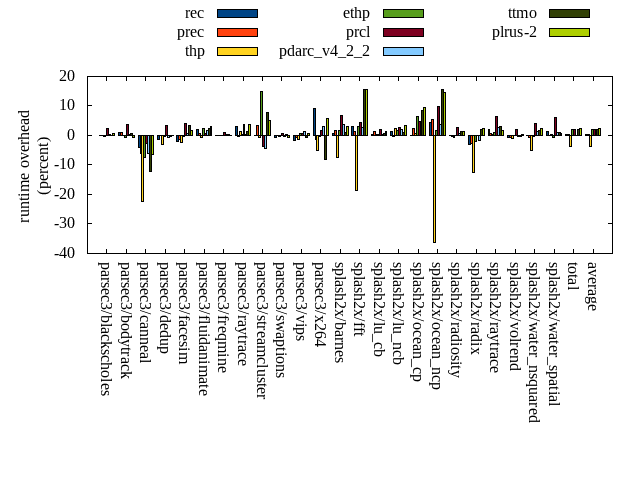 rec ethp ttmo
prec prcl plrus-2
thp pdarc_v4_2_2
20
10
0
-10
-20
-30
-40
runtime overhead
(percent)
parsec3/blackscholes
parsec3/bodytrack
parsec3/canneal
parsec3/dedup
parsec3/facesim
parsec3/fluidanimate
parsec3/freqmine
parsec3/raytrace
parsec3/streamcluster
parsec3/swaptions
parsec3/vips
parsec3/x264
splash2x/barnes
splash2x/fft
splash2x/lu_cb
splash2x/lu_ncb
splash2x/ocean_cp
splash2x/ocean_ncp
splash2x/radiosity
splash2x/radix
splash2x/raytrace
splash2x/volrend
splash2x/water_nsquared
splash2x/water_spatial
total
average